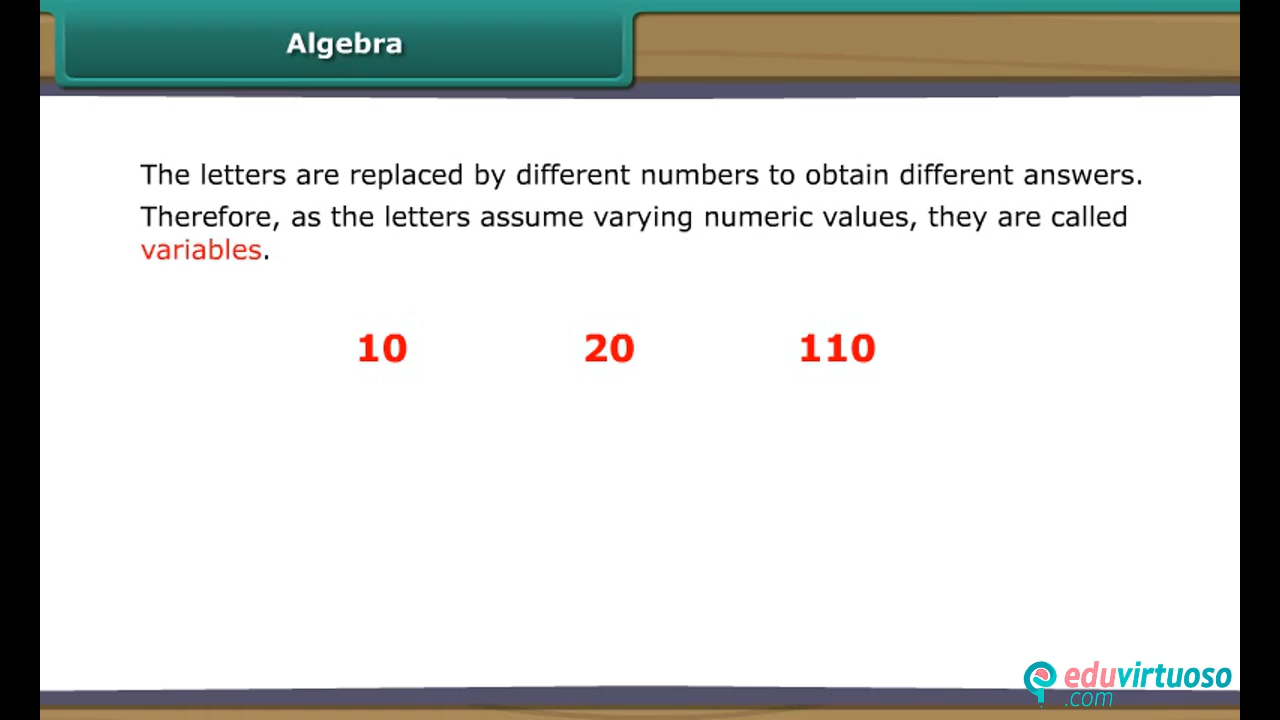 Algebra
The letters are replaced by different numbers to obtain different answers.
Therefore, as the letters assume varying numeric values, they are called
variables.
10 20 110
eduvirtuoso
.com